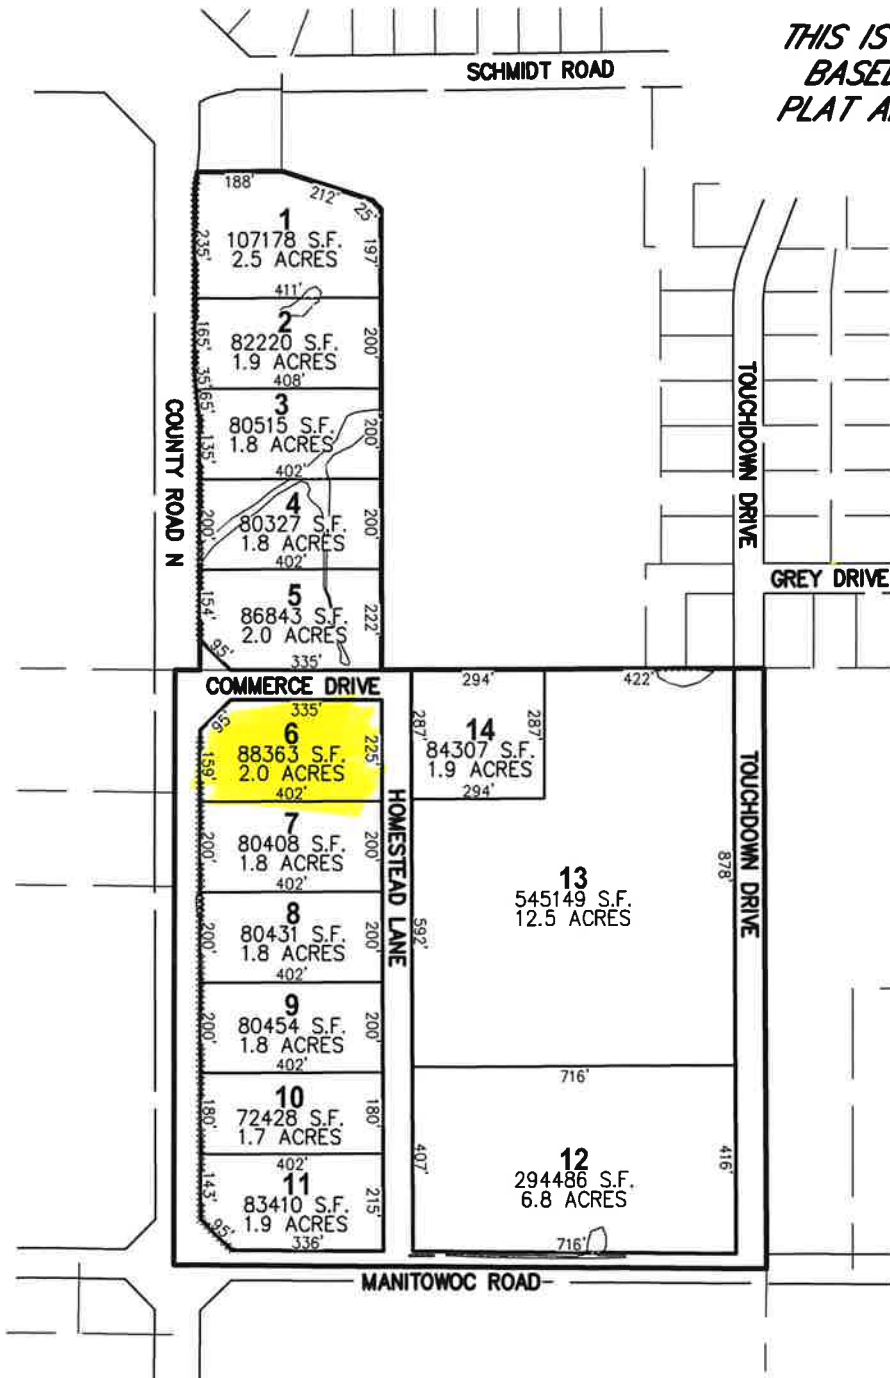 THIS IS
BASED
SCHMIDT ROAD
188'
212'
25'
1
107178 S.F.
2.5 ACRES
235'
197'
411'
2
82220 S.F.
1.9 ACRES
165'
200'
408'
35'
65'
3
80515 S.F.
1.8 ACRES
135'
200'
402'
4
80327 S.F.
1.8 ACRES
200'
200'
402'
5
86843 S.F.
2.0 ACRES
154'
222'
95'
335'
COUNTY ROAD N
TOUCHDOWN DRIVE
GREY DRIVE
COMMERCE DRIVE
294'
422'
95'
335'
6
88363 S.F.
2.0 ACRES
159'
225'
402'
287'
14
84307 S.F.
1.9 ACRES
287'
294'
7
80408 S.F.
1.8 ACRES
200'
200'
402'
HOMESTEAD LANE
TOUCHDOWN DRIVE
8
80431 S.F.
1.8 ACRES
200'
200'
402'
13
545149 S.F.
12.5 ACRES
592'
878'
9
80454 S.F.
1.8 ACRES
200'
200'
402'
716'
10
72428 S.F.
1.7 ACRES
180'
180'
402'
11
83410 S.F.
1.9 ACRES
143'
215'
95'
336'
12
294486 S.F.
6.8 ACRES
407'
416'
716'
MANITOWOC ROAD
PLAT